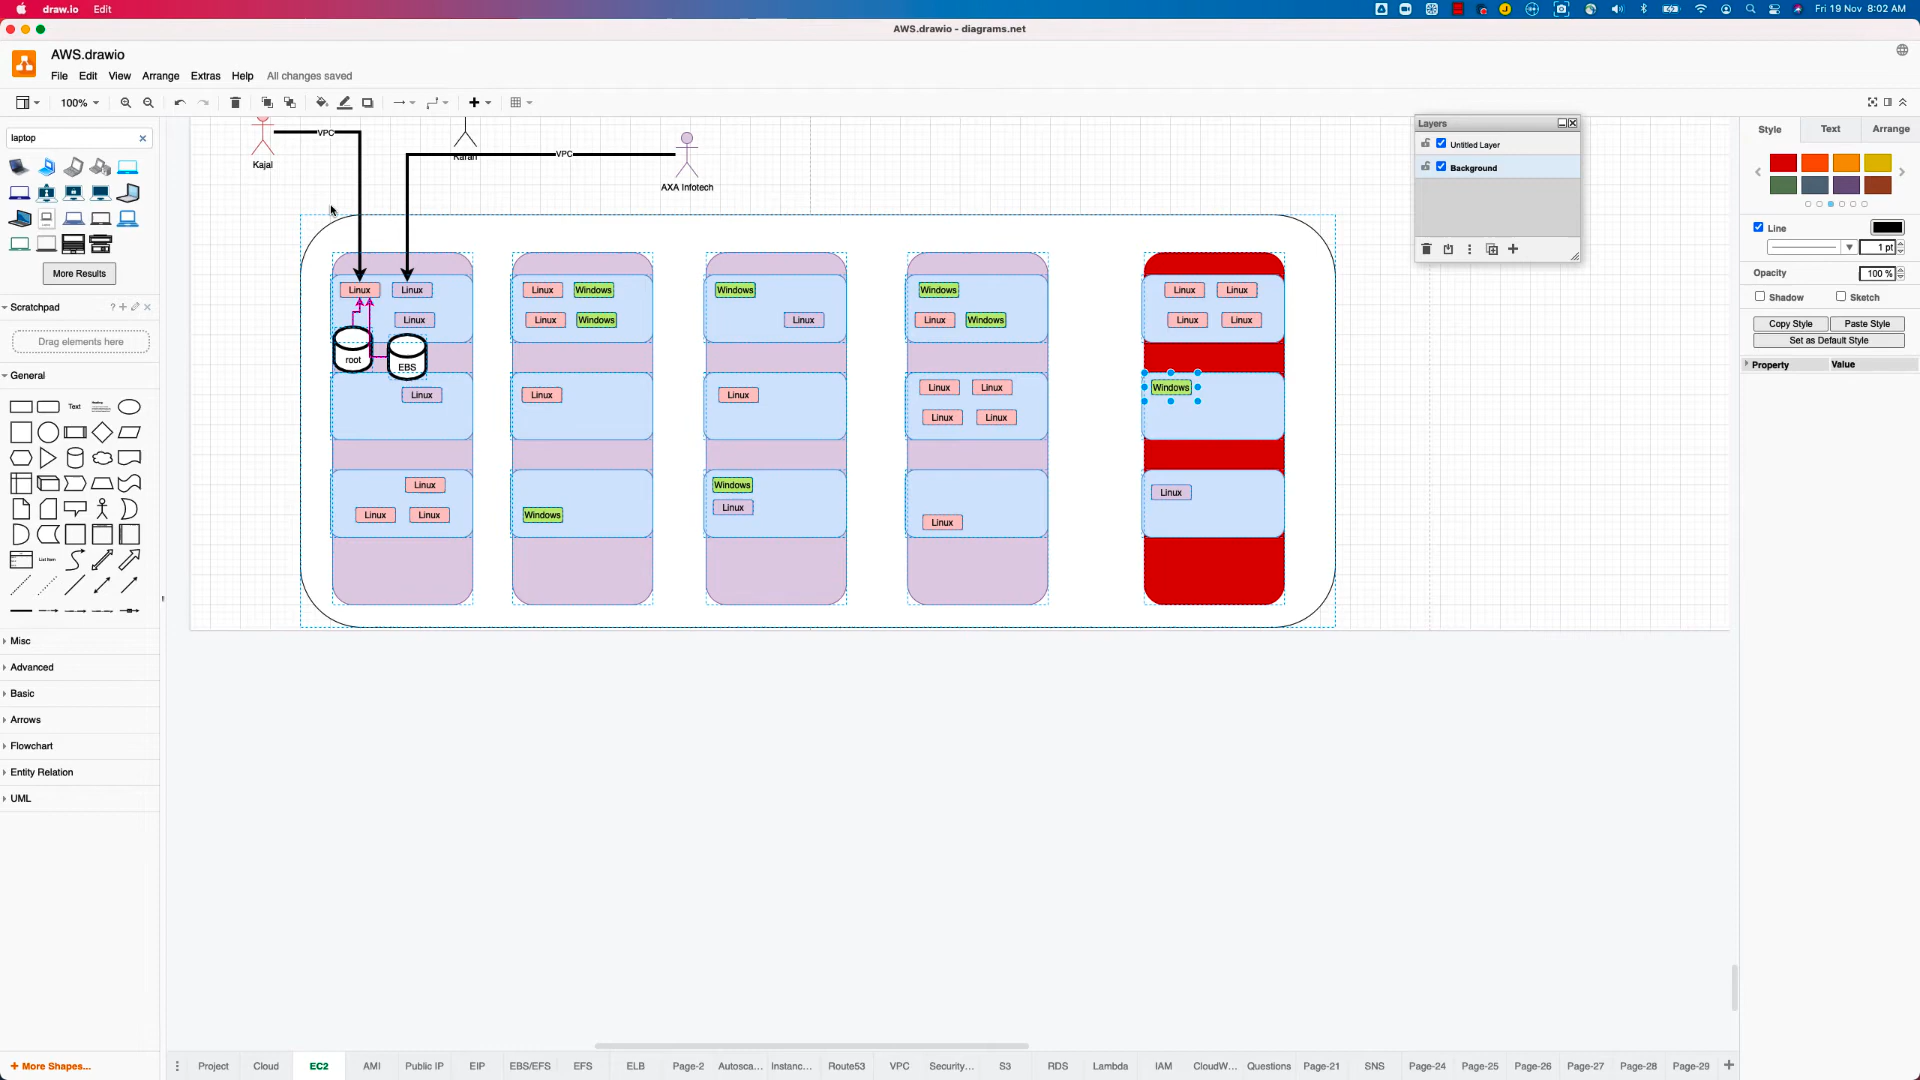 draw.io Edit
Fri 19 Nov 8:02 AM
AWS.drawio - diagrams.net
AWS.drawio
File Edit View Arrange Extras Help All changes saved
100%
laptop
More Results
Scratchpad
Drag elements here
General
Text
List Item
Misc
Advanced
Basic
Arrows
Flowchart
Entity Relation
UML
More Shapes...
VPC
Kajal
Karan
VPC
AXA Infotech
Linux Linux
Linux
root
EBS
Linux
Linux
Linux Linux
Linux Windows
Linux Windows
Linux
Windows
Windows
Linux
Linux
Windows
Linux
Windows
Linux Windows
Linux Linux
Linux Linux
Linux
Linux Linux
Linux Linux
Windows
Linux
Layers
Untitled Layer
Background
Style Text Arrange
Line
1 pt
Opacity 100 %
Shadow Sketch
Copy Style Paste Style
Set as Default Style
Property Value
Project Cloud EC2 AMI Public IP EIP EBS/EFS EFS ELB Page-2 Autosca... Instanc... Route53 VPC Security... S3 RDS Lambda IAM CloudW... Questions Page-21 SNS Page-24 Page-25 Page-26 Page-27 Page-28 Page-29